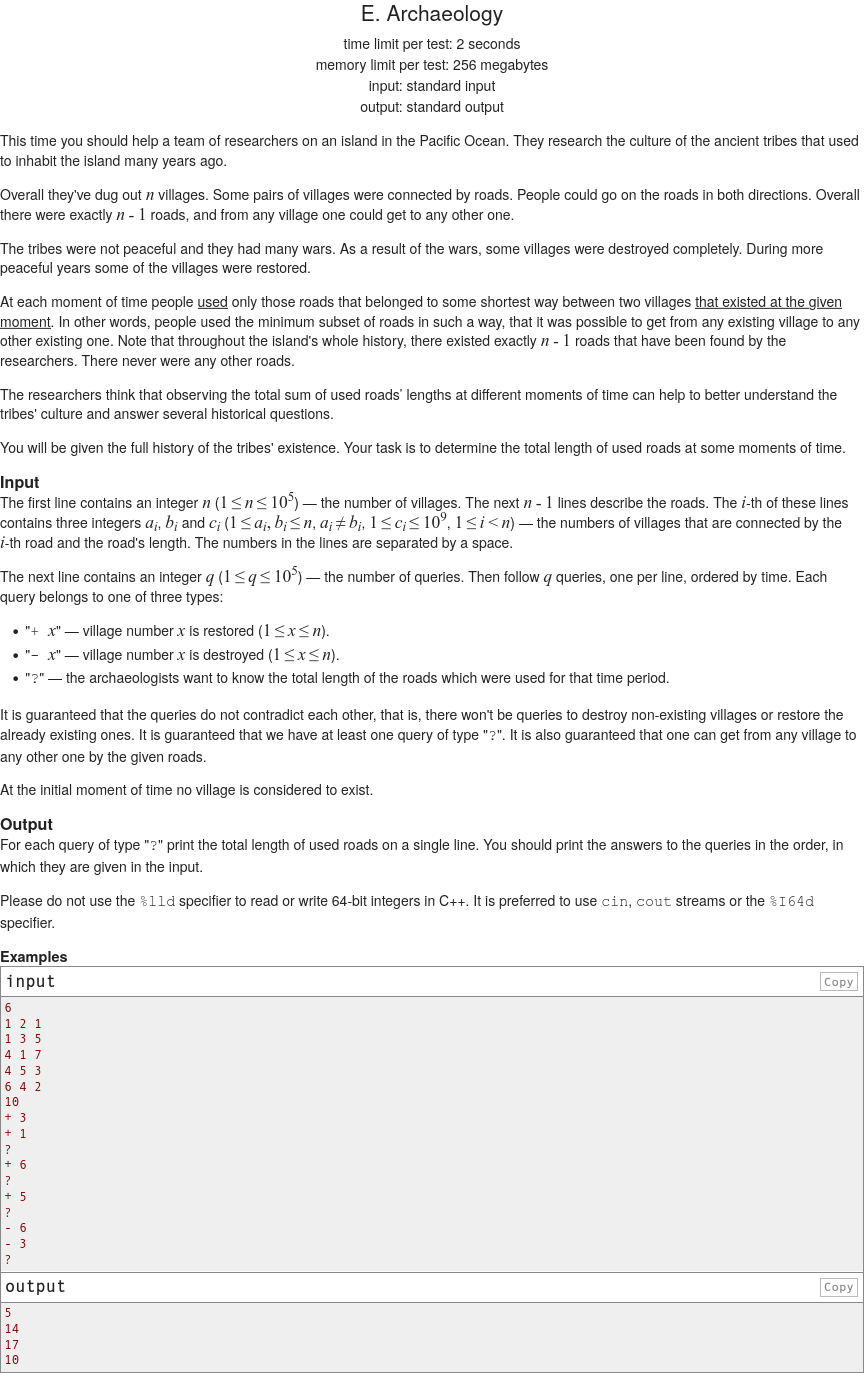 E. Archaeology
time limit per test: 2 seconds
memory limit per test: 256 megabytes
input: standard input
output: standard output
This time you should help a team of researchers on an island in the Pacific Ocean. They research the culture of the ancient tribes that used
to inhabit the island many years ago.
Overall they've dug out n villages. Some pairs of villages were connected by roads. People could go on the roads in both directions. Overall
there were exactly n - 1 roads, and from any village one could get to any other one.
The tribes were not peaceful and they had many wars. As a result of the wars, some villages were destroyed completely. During more
peaceful years some of the villages were restored.
At each moment of time people used only those roads that belonged to some shortest way between two villages that existed at the given
moment. In other words, people used the minimum subset of roads in such a way, that it was possible to get from any existing village to any
other existing one. Note that throughout the island's whole history, there existed exactly n - 1 roads that have been found by the
researchers. There never were any other roads.
The researchers think that observing the total sum of used roads' lengths at different moments of time can help to better understand the
tribes' culture and answer several historical questions.
You will be given the full history of the tribes' existence. Your task is to determine the total length of used roads at some moments of time.
Input
The first line contains an integer n (1 ≤ n ≤ 10^5) — the number of villages. The next n - 1 lines describe the roads. The i-th of these lines
contains three integers a_i, b_i and c_i (1 ≤ a_i, b_i ≤ n, a_i ≠ b_i, 1 ≤ c_i ≤ 10^9, 1 ≤ i < n) — the numbers of villages that are connected by the
i-th road and the road's length. The numbers in the lines are separated by a space.
The next line contains an integer q (1 ≤ q ≤ 10^5) — the number of queries. Then follow q queries, one per line, ordered by time. Each
query belongs to one of three types:
• "+ x" — village number x is restored (1 ≤ x ≤ n).
• "− x" — village number x is destroyed (1 ≤ x ≤ n).
• "?" — the archaeologists want to know the total length of the roads which were used for that time period.
It is guaranteed that the queries do not contradict each other, that is, there won't be queries to destroy non-existing villages or restore the
already existing ones. It is guaranteed that we have at least one query of type "?". It is also guaranteed that one can get from any village to
any other one by the given roads.
At the initial moment of time no village is considered to exist.
Output
For each query of type "?" print the total length of used roads on a single line. You should print the answers to the queries in the order, in
which they are given in the input.
Please do not use the %lld specifier to read or write 64-bit integers in C++. It is preferred to use cin, cout streams or the %I64d
specifier.
Examples
input Copy
6
1 2 1
1 3 5
4 1 7
4 5 3
6 4 2
10
+ 3
+ 1
?
+ 6
?
+ 5
?
- 6
- 3
?
output Copy
5
14
17
10